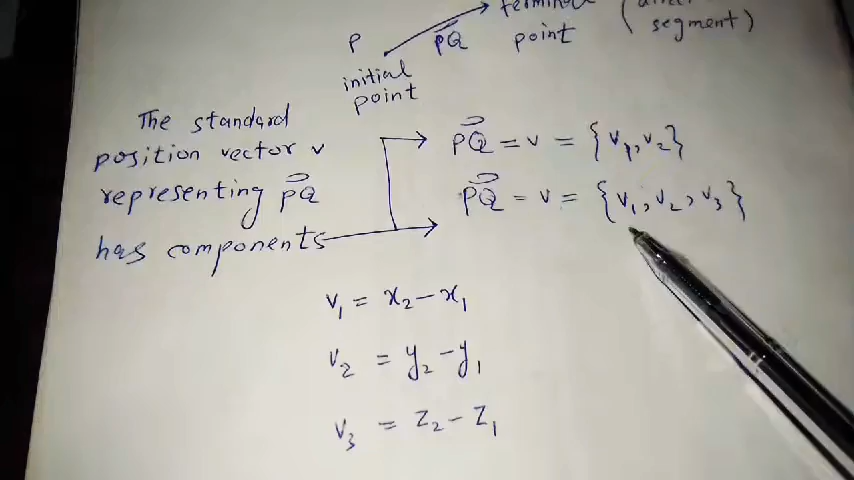 terminal
P
PQ
point
segment)
initial
point
The standard
position vector v
representing PQ
has components
PQ = v = {v1, v2}
PQ = v = {v1, v2, v3}
v1 = x2 - x1
v2 = y2 - y1
v3 = z2 - z1